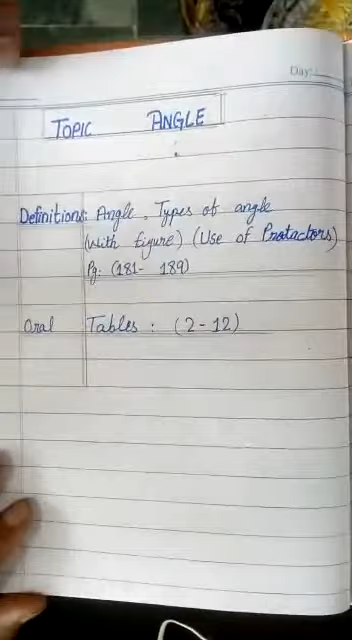 Day:
TOPIC ANGLE
Definitions: Angle, Types of angle
(with figure) (Use of Protactors)
Pg: (181- 189)
Oral Tables : (2-12)